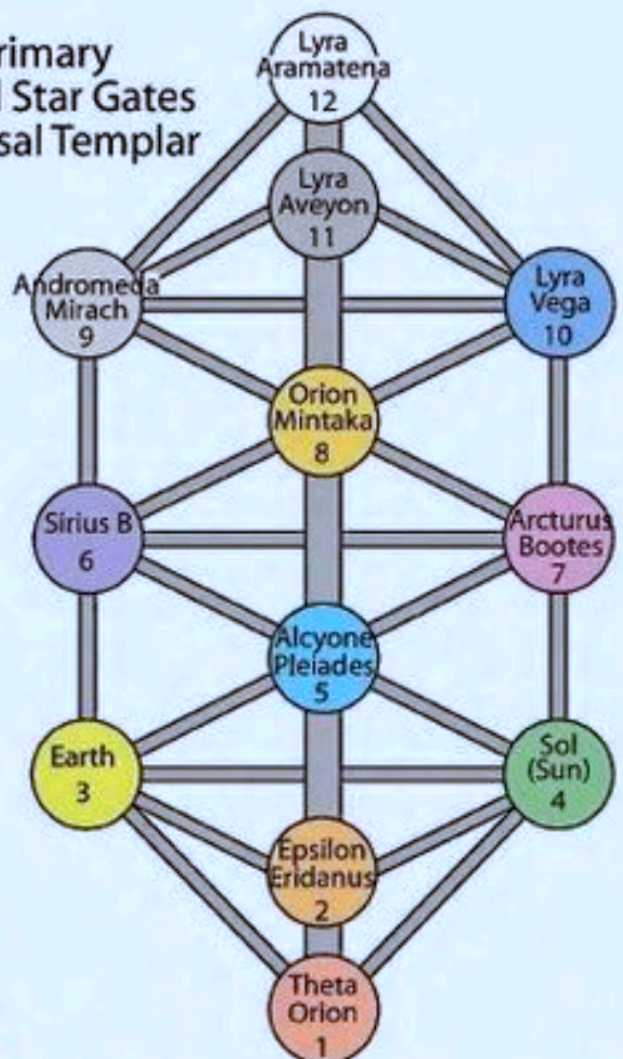 rimary
l Star Gates
sal Templar
Lyra
Aramatena
12
Lyra
Aveyon
11
Andromeda
Mirach
9
Lyra
Vega
10
Orion
Mintaka
8
Sirius B
6
Arcturus
Bootes
7
Alcyone
Pleiades
5
Earth
3
Sol
(Sun)
4
Epsilon
Eridanus
2
Theta
Orion
1